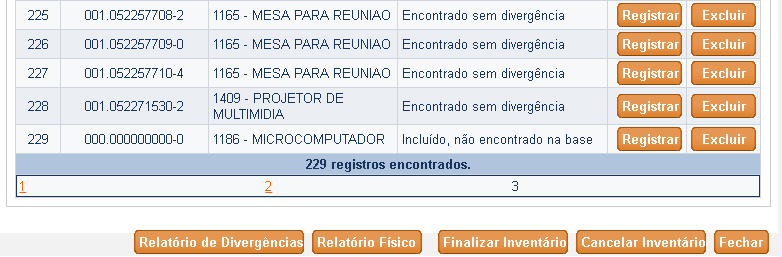 225 001.052257708-2 1165 - MESA PARA REUNIAO Encontrado sem divergência Registrar Excluir
226 001.052257709-0 1165 - MESA PARA REUNIAO Encontrado sem divergência Registrar Excluir
227 001.052257710-4 1165 - MESA PARA REUNIAO Encontrado sem divergência Registrar Excluir
228 001.052271530-2 1409 - PROJETOR DE
MULTIMIDIA Encontrado sem divergência Registrar Excluir
229 000.000000000-0 1186 - MICROCOMPUTADOR Incluído, não encontrado na base Registrar Excluir
229 registros encontrados.
1 2 3
Relatório de Divergências Relatório Físico Finalizar Inventário Cancelar Inventário Fechar